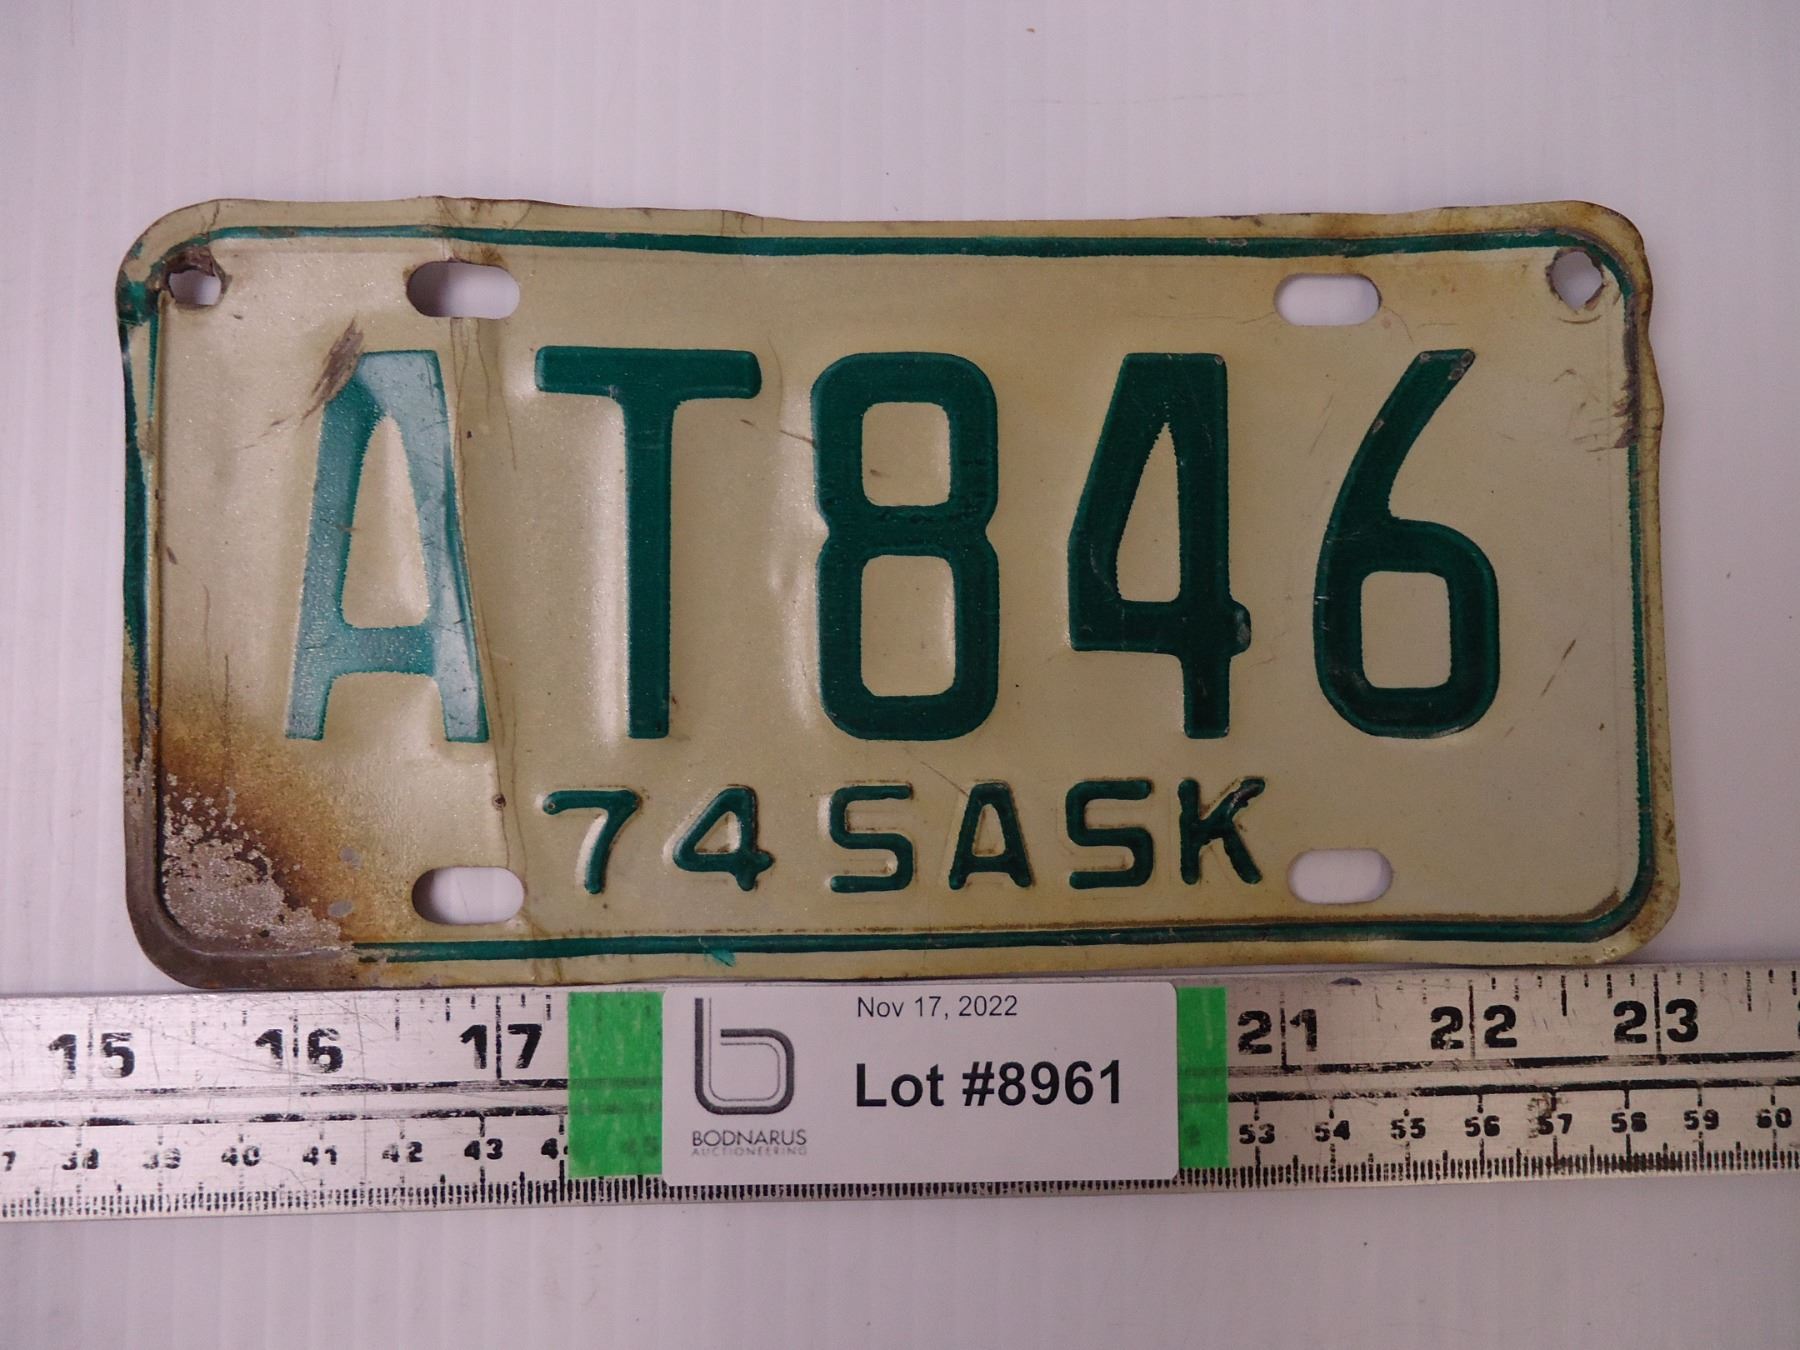 AT846
74 SASK
Nov 17, 2022
Lot #8961
BODNARUS
AUCTIONEERING
15 16 17 21 22 23
38 39 40 41 42 43 53 54 55 56 57 58 59 60